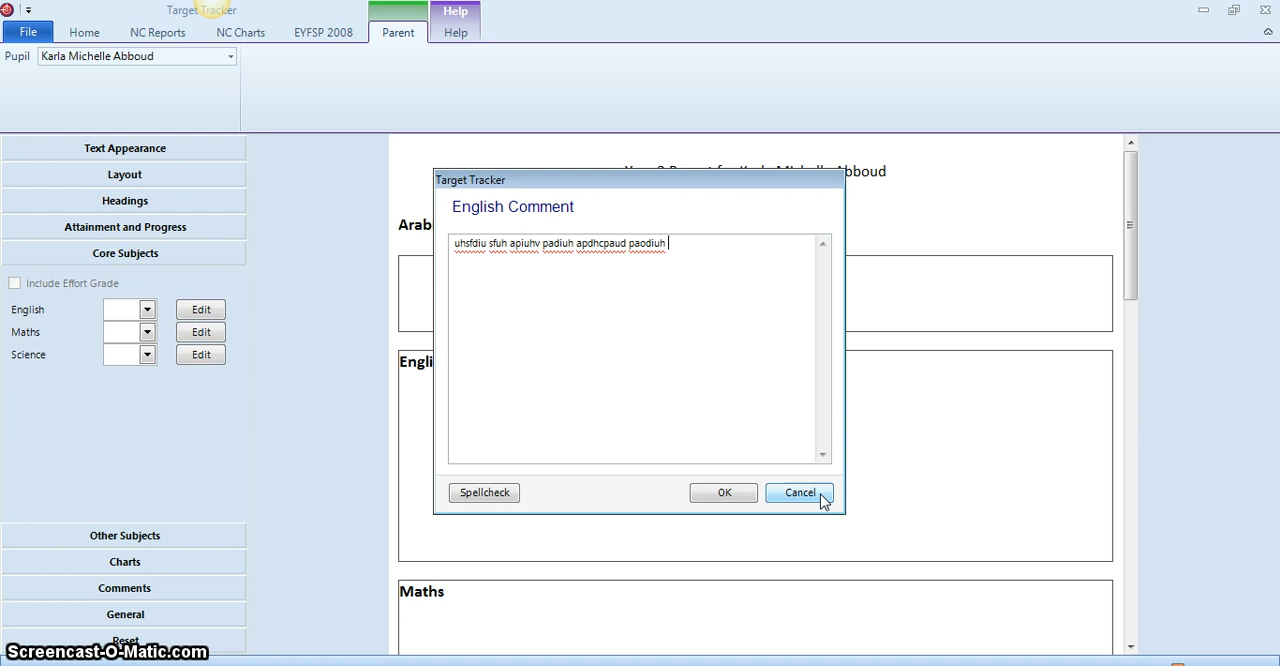 Target Tracker
Help
File
Home
NC Reports
NC Charts
EYFSP 2008
Parent
Help
Pupil
Karla Michelle Abboud
Text Appearance
Layout
Headings
Attainment and Progress
Core Subjects
Include Effort Grade
English
Edit
Maths
Edit
Science
Edit
Other Subjects
Charts
Comments
General
Reset
Screencast-O-Matic.com
bboud
Arab
Engli
Maths
Target Tracker
English Comment
uhsfdiu sfuh apiuhv padiuh apdhcpaud paodiuh
Spellcheck
OK
Cancel